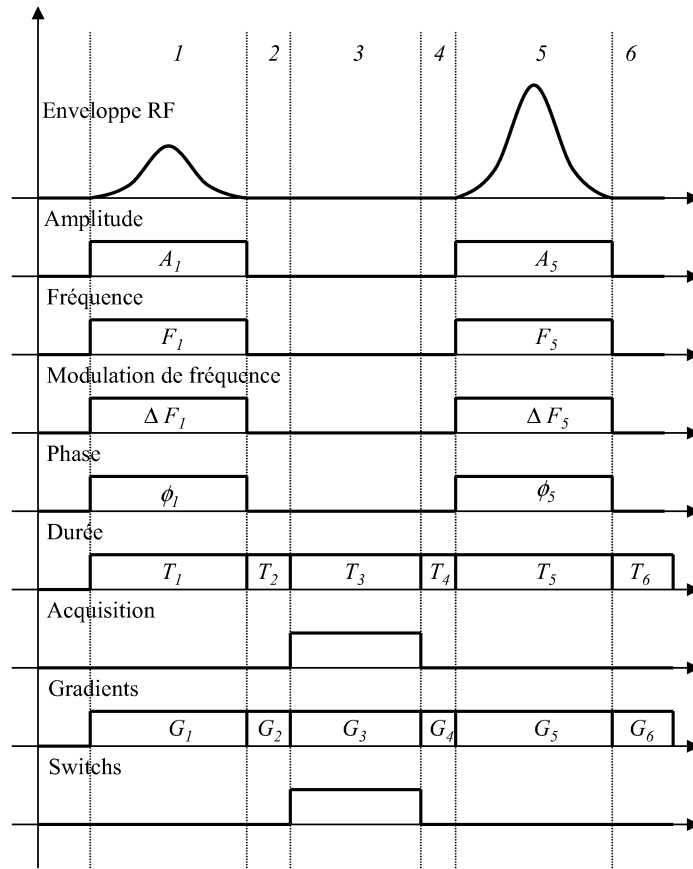 1 2 3 4 5 6
Enveloppe RF
Amplitude
A1 A5
Fréquence
F1 F5
Modulation de fréquence
Δ F1 Δ F5
Phase
ϕ1 ϕ5
Durée
T1 T2 T3 T4 T5 T6
Acquisition
Gradients
G1 G2 G3 G4 G5 G6
Switchs